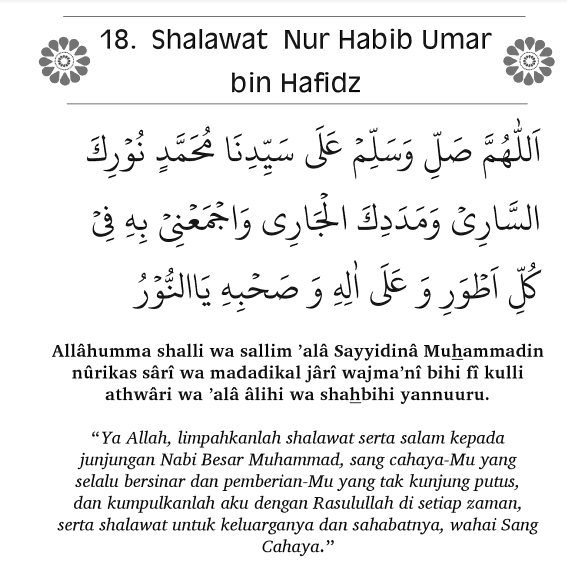 18. Shalawat Nur Habib Umar
bin Hafidz
اَللّٰهُمَّ صَلِّ وَسَلِّمْ عَلَى سَيِّدِنَا مُحَمَّدٍ نُوْرِكَ
السَّارِيْ وَمَدَدِكَ الْجَارِى وَاجْمَعْنِيْ بِهِ فِيْ
كُلِّ اَطْوَرِ وَ عَلَى اٰلِهِ وَ صَحْبِهِ يَاالنُّوْرُ
Allâhumma shalli wa sallim ’alâ Sayyidinâ Muhammadin
nûrikas sârî wa madadikal jârî wajma’nî bihi fî kulli
athwâri wa ’alâ âlihi wa shahbihi yannuuru.
“Ya Allah, limpahkanlah shalawat serta salam kepada
junjungan Nabi Besar Muhammad, sang cahaya-Mu yang
selalu bersinar dan pemberian-Mu yang tak kunjung putus,
dan kumpulkanlah aku dengan Rasulullah di setiap zaman,
serta shalawat untuk keluarganya dan sahabatnya, wahai Sang
Cahaya.”